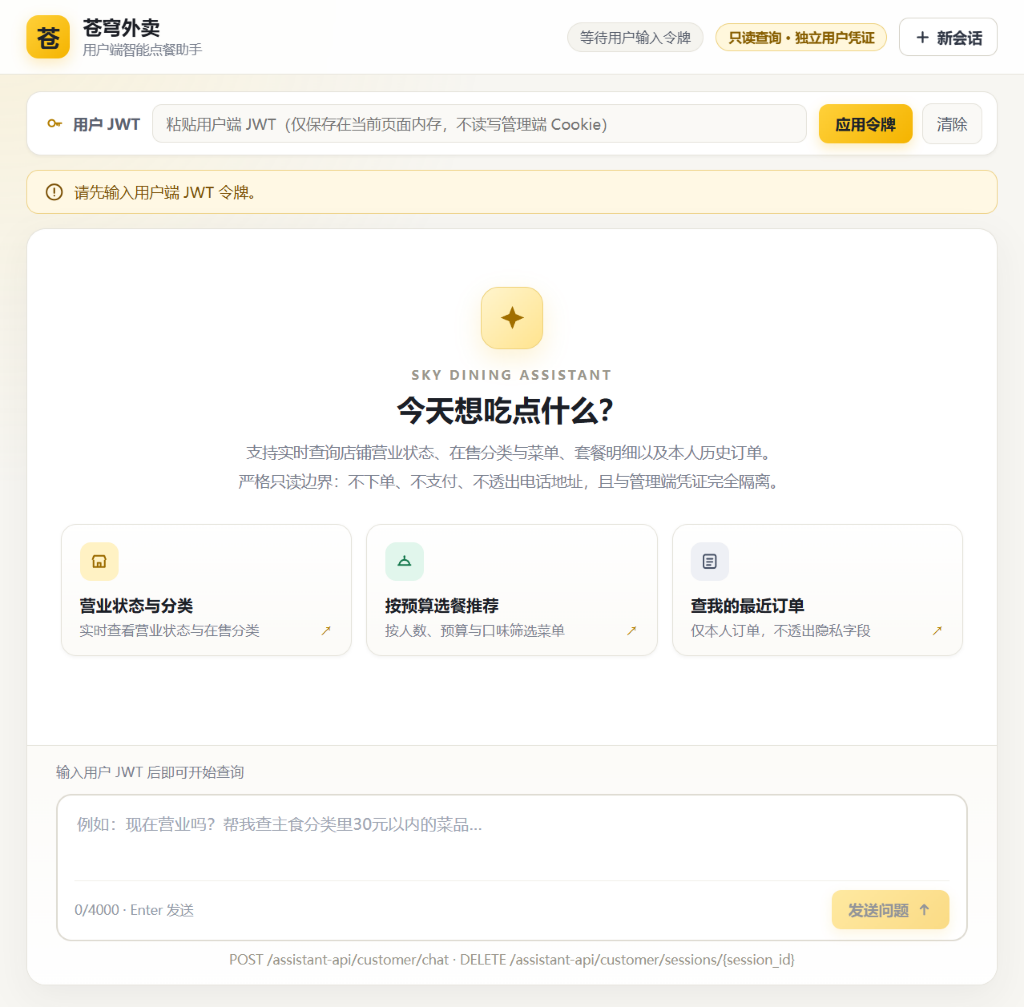 苍
苍穹外卖
用户端智能点餐助手
等待用户输入令牌
只读查询·独立用户凭证
+ 新会话
用户 JWT
粘贴用户端 JWT（仅保存在当前页面内存，不读写管理端 Cookie）
应用令牌
清除
请先输入用户端 JWT 令牌。
SKY DINING ASSISTANT
今天想吃点什么？
支持实时查询店铺营业状态、在售分类与菜单、套餐明细以及本人历史订单。
严格只读边界：不下单、不支付、不透出电话地址，且与管理端凭证完全隔离。
营业状态与分类
实时查看营业状态与在售分类 ↗
按预算选餐推荐
按人数、预算与口味筛选菜单 ↗
查我的最近订单
仅本人订单，不透出隐私字段 ↗
输入用户 JWT 后即可开始查询
例如：现在营业吗？帮我查主食分类里30元以内的菜品...
0/4000 · Enter 发送
发送问题 ↑
POST /assistant-api/customer/chat · DELETE /assistant-api/customer/sessions/{session_id}